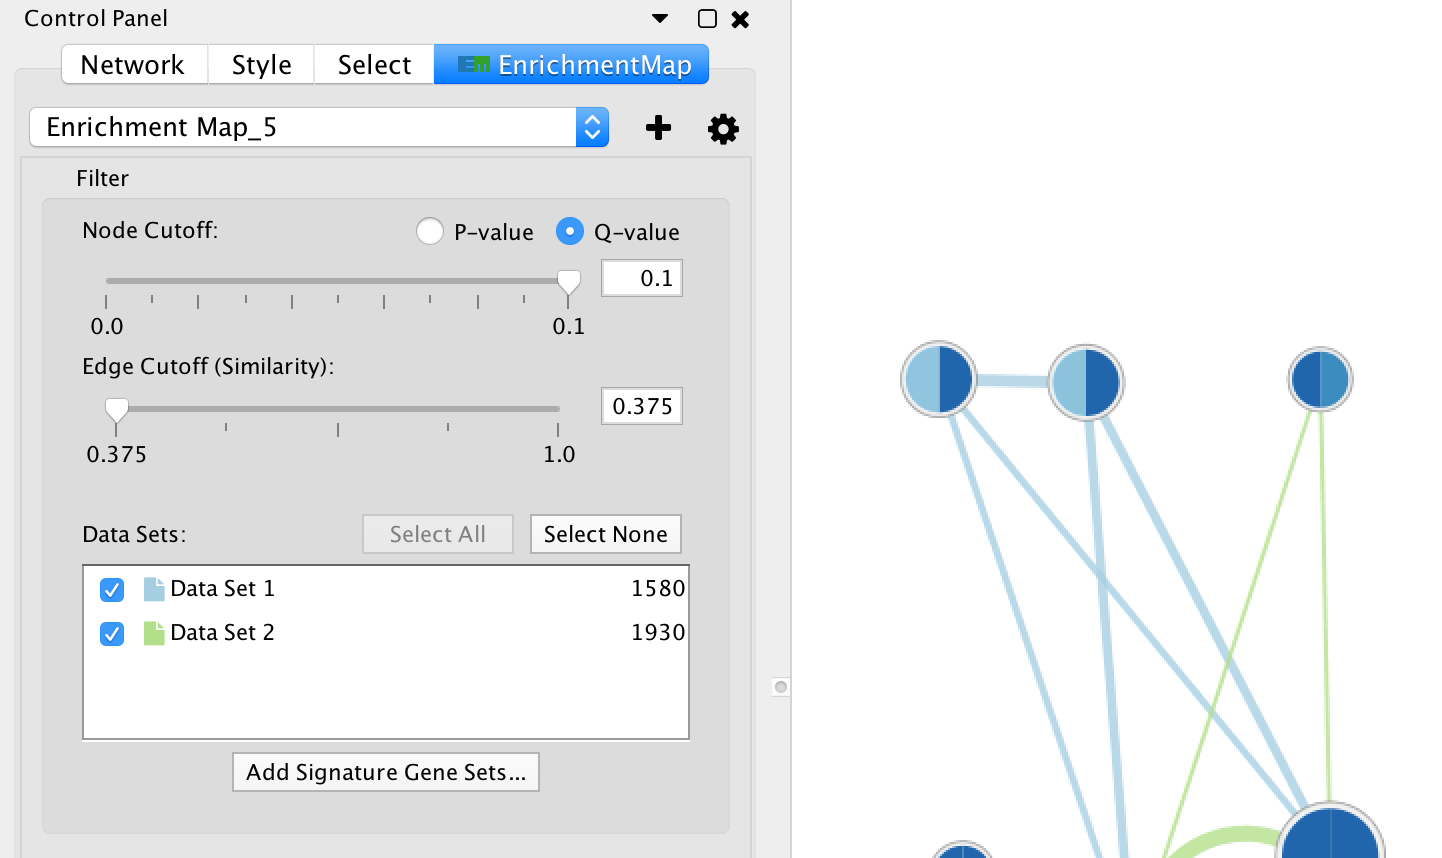 Control Panel
Network Style Select EM EnrichmentMap
Enrichment Map_5
Filter
Node Cutoff: P-value Q-value
0.1
0.0 0.1
Edge Cutoff (Similarity):
0.375
0.375 1.0
Data Sets: Select All Select None
Data Set 1 1580
Data Set 2 1930
Add Signature Gene Sets...